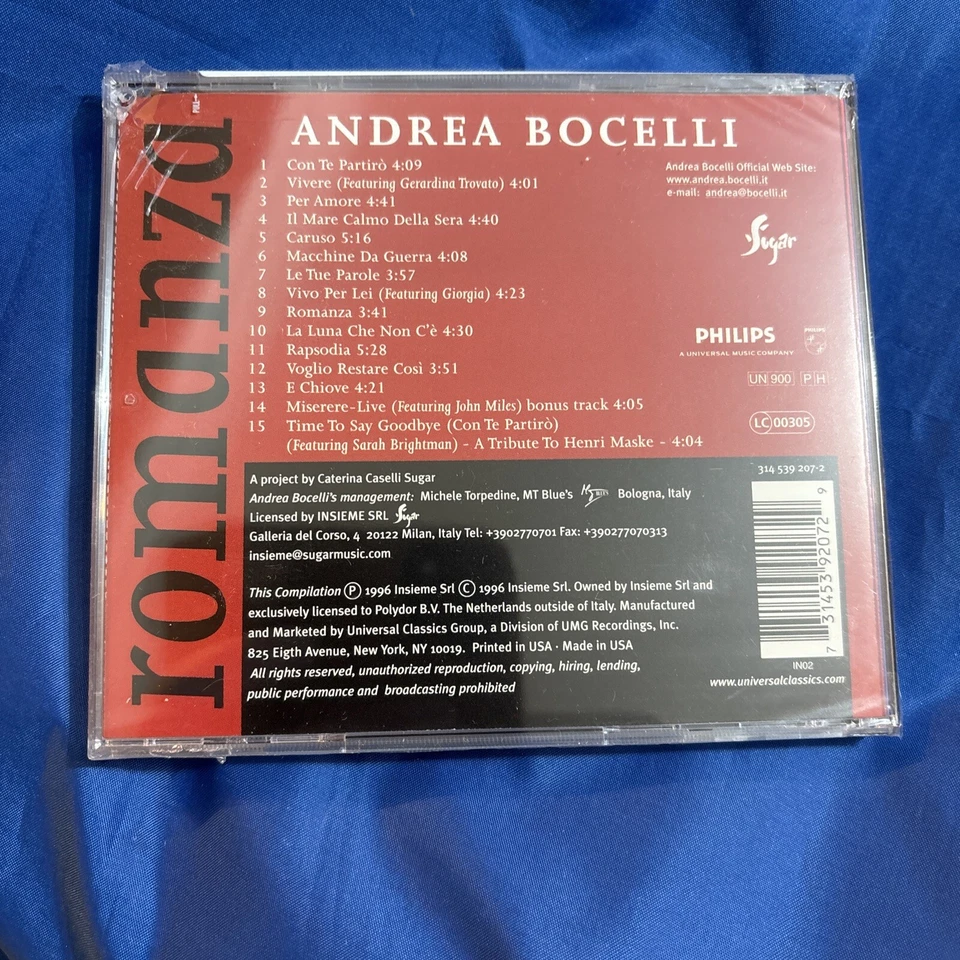 romanza
ANDREA BOCELLI
1 Con Te Partirò 4:09
2 Vivere (Featuring Gerardina Trovato) 4:01
3 Per Amore 4:41
4 Il Mare Calmo Della Sera 4:40
5 Caruso 5:16
6 Macchine Da Guerra 4:08
7 Le Tue Parole 3:57
8 Vivo Per Lei (Featuring Giorgia) 4:23
9 Romanza 3:41
10 La Luna Che Non C'è 4:30
11 Rapsodia 5:28
12 Voglio Restare Così 3:51
13 E Chiove 4:21
14 Miserere-Live (Featuring John Miles) bonus track 4:05
15 Time To Say Goodbye (Con Te Partirò)
(Featuring Sarah Brightman) - A Tribute To Henri Maske - 4:04
Andrea Bocelli Official Web Site:
www.andrea.bocelli.it
e-mail: andrea@bocelli.it
Sugar
PHILIPS
A UNIVERSAL MUSIC COMPANY
PHILIPS
UN 900 P H
LC 00305
314 539 207-2
A project by Caterina Caselli Sugar
Andrea Bocelli's management: Michele Torpedine, MT Blue's Bologna, Italy
Licensed by INSIEME SRL Sugar
Galleria del Corso, 4 20122 Milan, Italy Tel: +3902770701 Fax: +390277070313
insieme@sugarmusic.com
This Compilation Ⓟ 1996 Insieme Srl Ⓒ 1996 Insieme Srl. Owned by Insieme Srl and
exclusively licensed to Polydor B.V. The Netherlands outside of Italy. Manufactured
and Marketed by Universal Classics Group, a Division of UMG Recordings, Inc.
825 Eigth Avenue, New York, NY 10019. Printed in USA · Made in USA
All rights reserved, unauthorized reproduction, copying, hiring, lending,
public performance and broadcasting prohibited
7 31453 92072 9
IN02
www.universalclassics.com